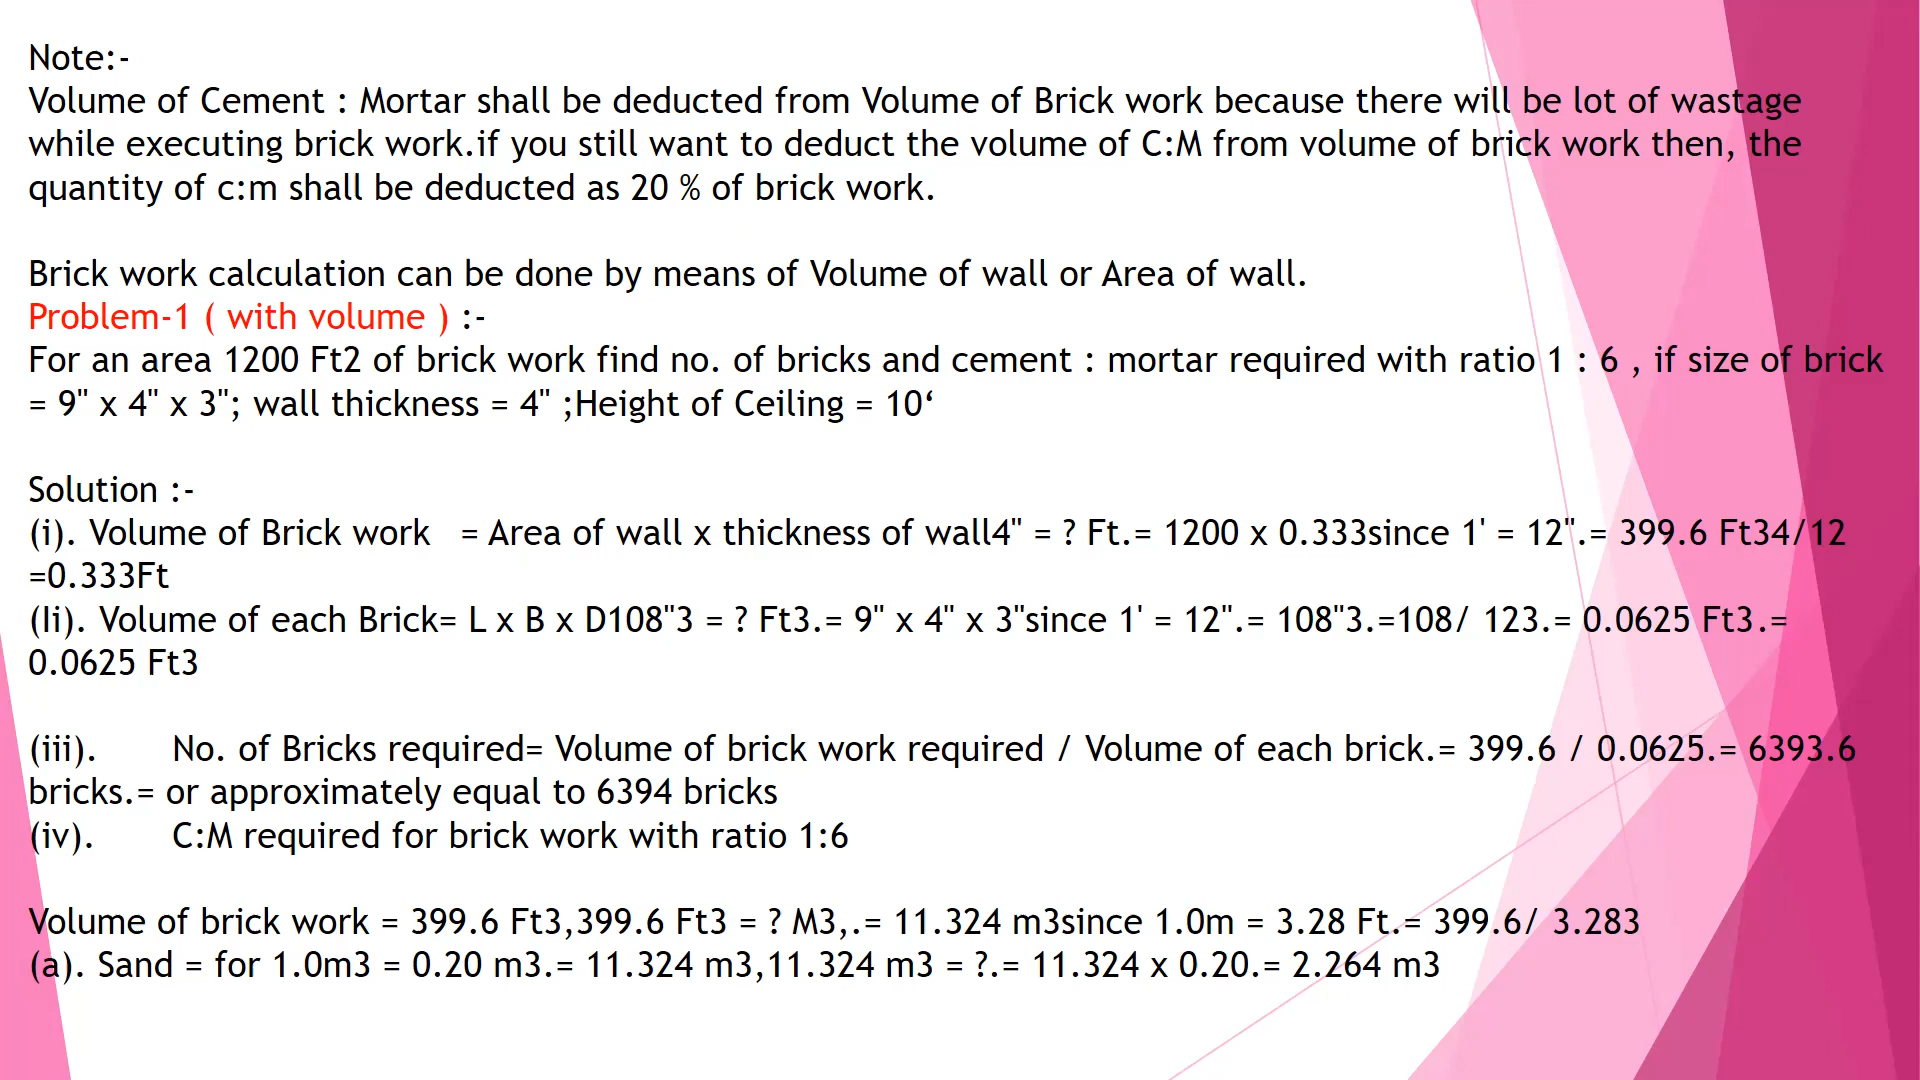 Note:-
Volume of Cement : Mortar shall be deducted from Volume of Brick work because there will be lot of wastage
while executing brick work.if you still want to deduct the volume of C:M from volume of brick work then, the
quantity of c:m shall be deducted as 20 % of brick work.
Brick work calculation can be done by means of Volume of wall or Area of wall.
Problem-1 ( with volume ) :-
For an area 1200 Ft2 of brick work find no. of bricks and cement : mortar required with ratio 1 : 6 , if size of brick
= 9" x 4" x 3"; wall thickness = 4" ;Height of Ceiling = 10‘
Solution :-
(i). Volume of Brick work   = Area of wall x thickness of wall4" = ? Ft.= 1200 x 0.333since 1' = 12".= 399.6 Ft34/12
=0.333Ft
(Ii). Volume of each Brick= L x B x D108"3 = ? Ft3.= 9" x 4" x 3"since 1' = 12".= 108"3.=108/ 123.= 0.0625 Ft3.=
0.0625 Ft3
(iii).	No. of Bricks required= Volume of brick work required / Volume of each brick.= 399.6 / 0.0625.= 6393.6
bricks.= or approximately equal to 6394 bricks
(iv).	C:M required for brick work with ratio 1:6
Volume of brick work = 399.6 Ft3,399.6 Ft3 = ? M3,.= 11.324 m3since 1.0m = 3.28 Ft.= 399.6/ 3.283
(a). Sand = for 1.0m3 = 0.20 m3.= 11.324 m3,11.324 m3 = ?.= 11.324 x 0.20.= 2.264 m3